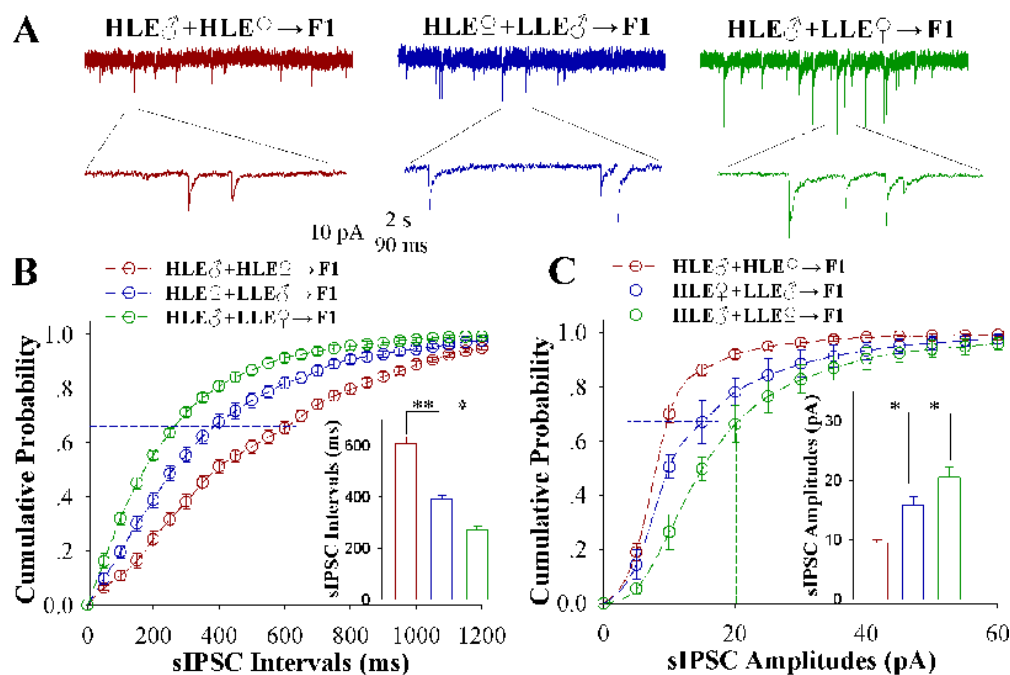 A
HLE♂+HLE♀→F1 HLE♀+LLE♂→F1 HLE♂+LLE♀→F1
10 pA 2 s
90 ms
B
HLE♂+HLE♀→F1
HLE♀+LLE♂→F1
HLE♂+LLE♀→F1
Cumulative Probability
1.0
.8
.6
.4
.2
0.0
0 200 400 600 800 1000 1200
sIPSC Intervals (ms)
sIPSC Intervals (ms)
600
400
200
0
** *
C
HLE♂+HLE♀→F1
HLE♀+LLE♂→F1
HLE♂+LLE♀→F1
Cumulative Probability
1.0
.8
.6
.4
.2
0.0
0 20 40 60
sIPSC Amplitudes (pA)
sIPSC Amplitudes (pA)
30
20
10
0
* *